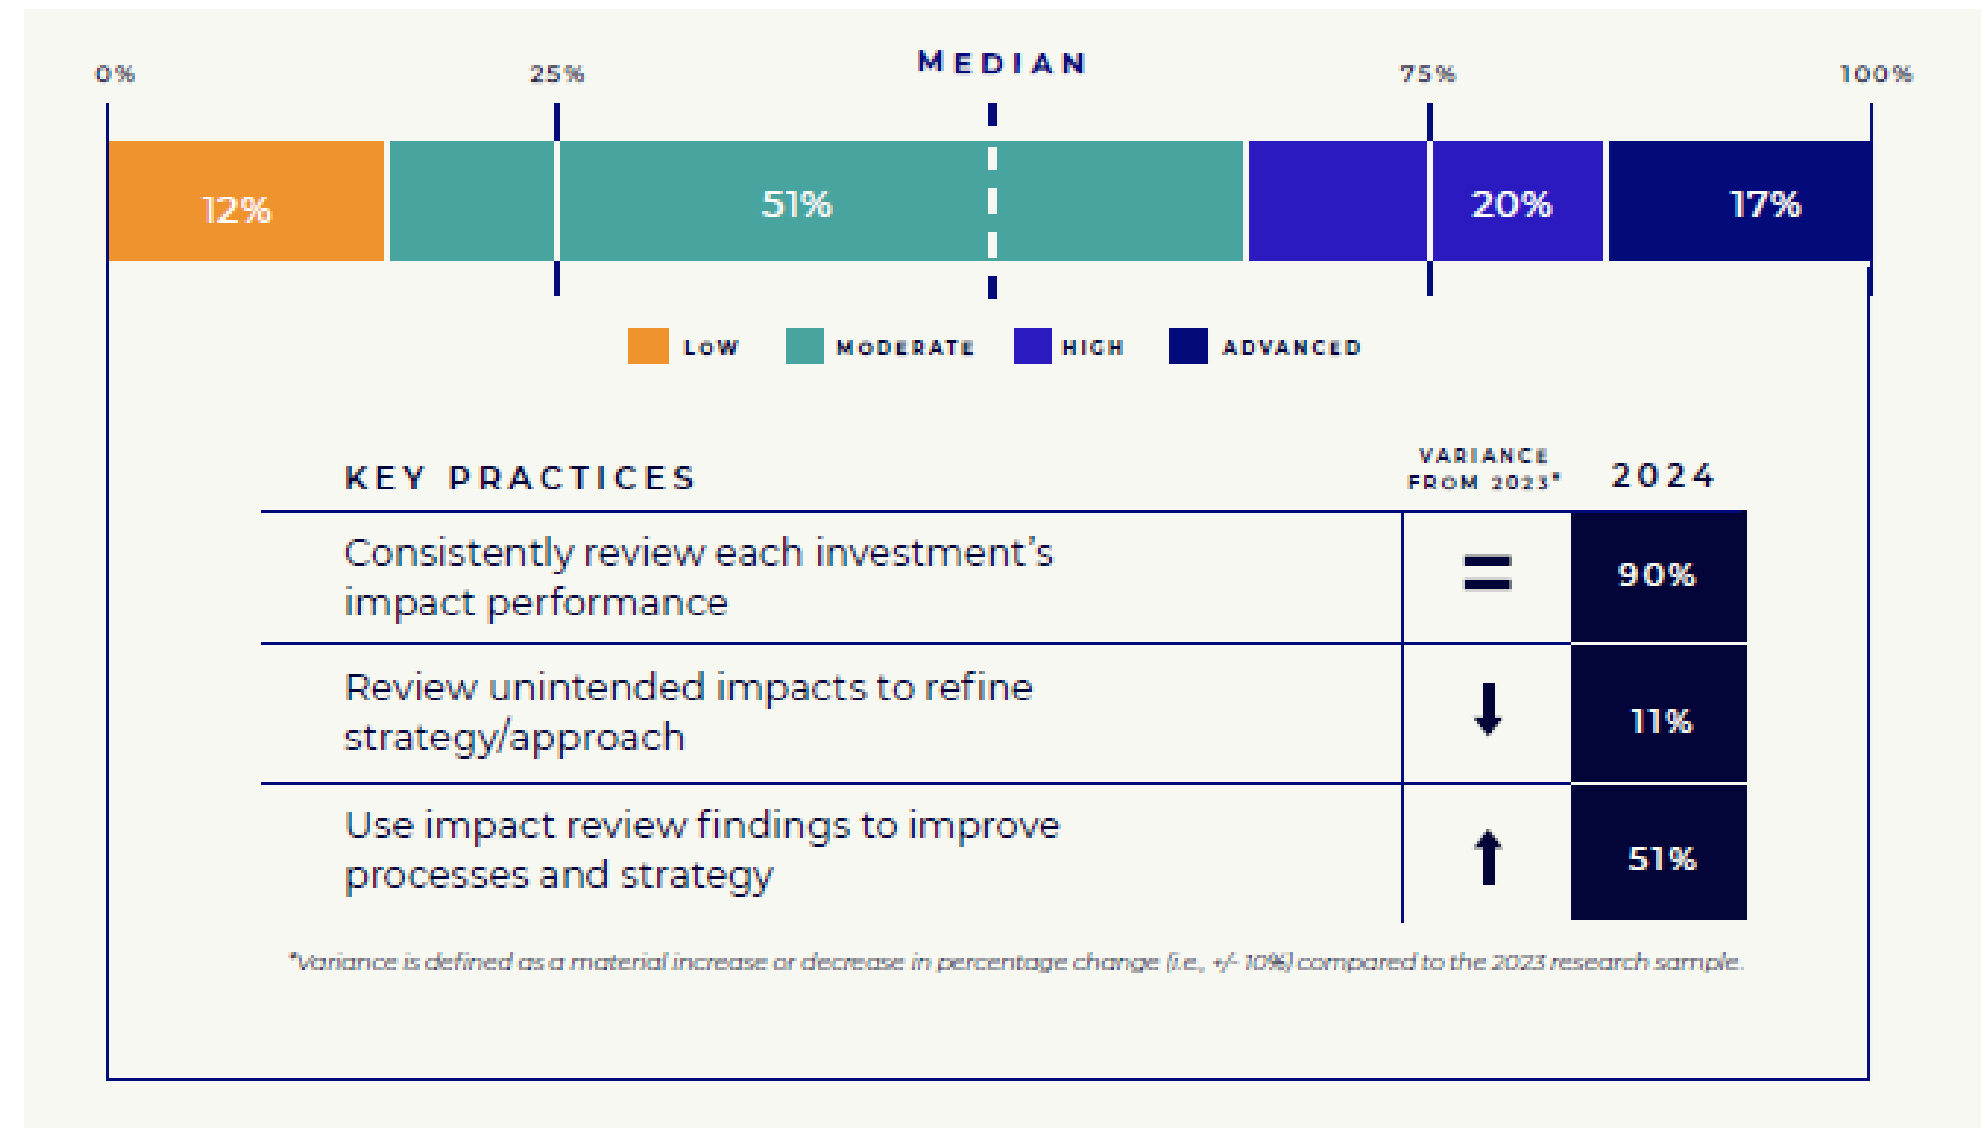 0% 25% MEDIAN 75% 100%
12% 51% 20% 17%
LOW MODERATE HIGH ADVANCED
KEY PRACTICES VARIANCE FROM 2023* 2024
Consistently review each investment's
impact performance
= 90%
Review unintended impacts to refine
strategy/approach
↓ 11%
Use impact review findings to improve
processes and strategy
↑ 51%
*Variance is defined as a material increase or decrease in percentage change (i.e., +/- 10%) compared to the 2023 research sample.